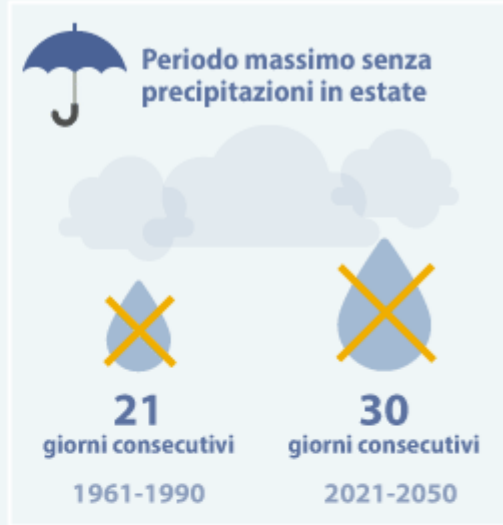 Periodo massimo senza
precipitazioni in estate
21
giorni consecutivi
1961-1990
30
giorni consecutivi
2021-2050